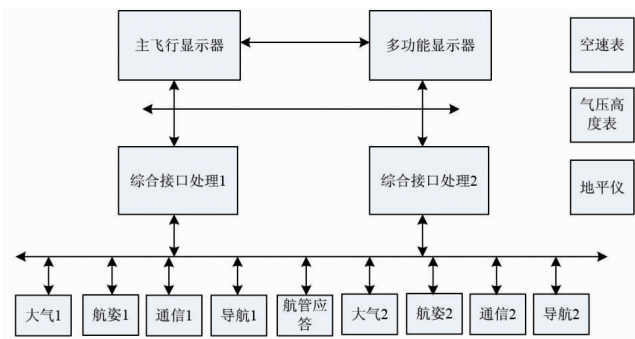 主飞行显示器
多功能显示器
空速表
气压高
度表
综合接口处理1
综合接口处理2
地平仪
大气1
航姿1
通信1
导航1
航管应
答
大气2
航姿2
通信2
导航2